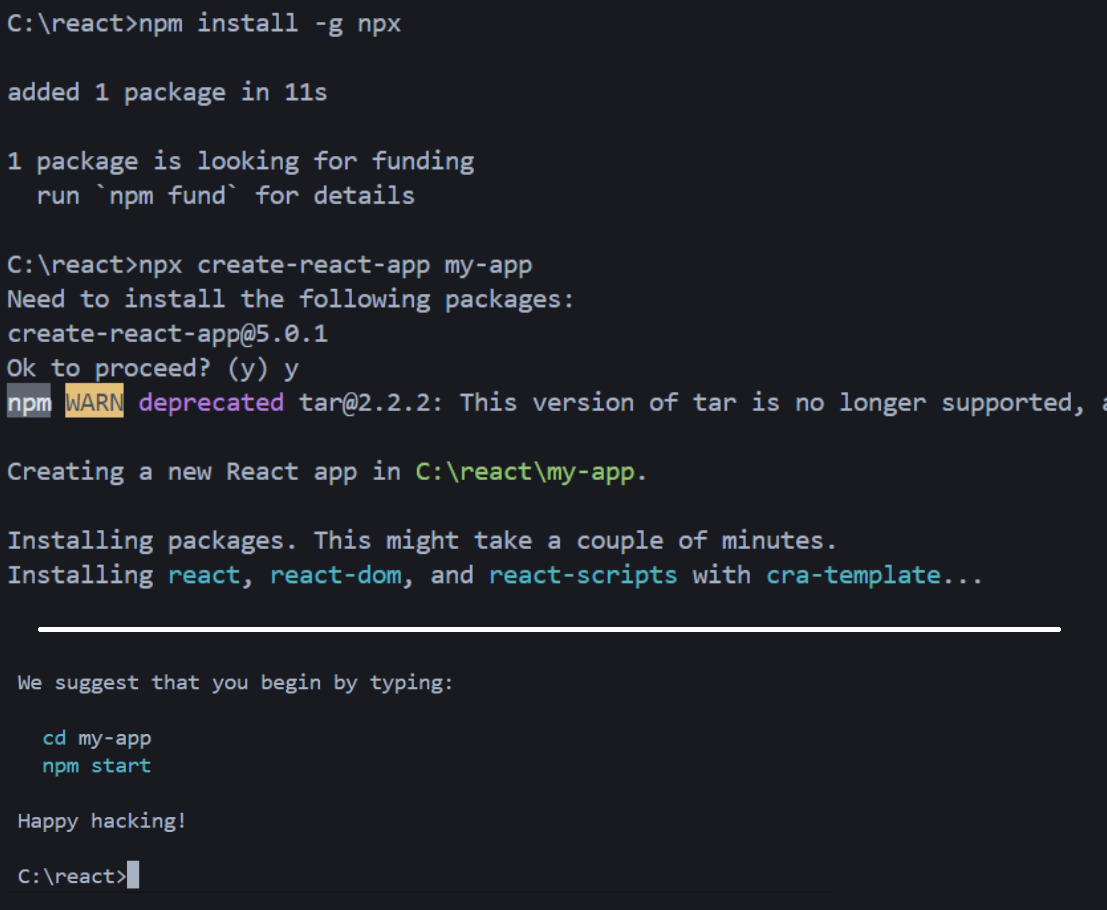 C:\react>npm install -g npx
added 1 package in 11s
1 package is looking for funding
run `npm fund` for details
C:\react>npx create-react-app my-app
Need to install the following packages:
create-react-app@5.0.1
Ok to proceed? (y) y
npm WARN deprecated tar@2.2.2: This version of tar is no longer supported,
Creating a new React app in C:\react\my-app.
Installing packages. This might take a couple of minutes.
Installing react, react-dom, and react-scripts with cra-template...
We suggest that you begin by typing:
cd my-app
npm start
Happy hacking!
C:\react>